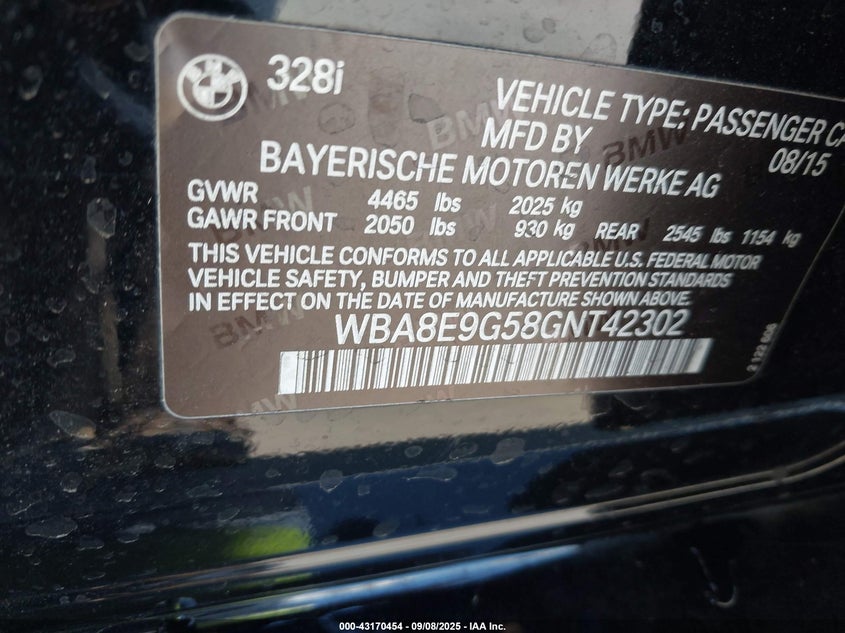 328i
VEHICLE TYPE: PASSENGER CA
MFD BY
08/15
BAYERISCHE MOTOREN WERKE AG
GVWR 4465 lbs 2025 kg
GAWR FRONT 2050 lbs 930 kg REAR 2545 lbs 1154 kg
THIS VEHICLE CONFORMS TO ALL APPLICABLE U.S. FEDERAL MOTOR
VEHICLE SAFETY, BUMPER AND THEFT PREVENTION STANDARDS
IN EFFECT ON THE DATE OF MANUFACTURE SHOWN ABOVE.
WBA8E9G58GNT42302
000-43170454 - 09/08/2025 - IAA Inc.